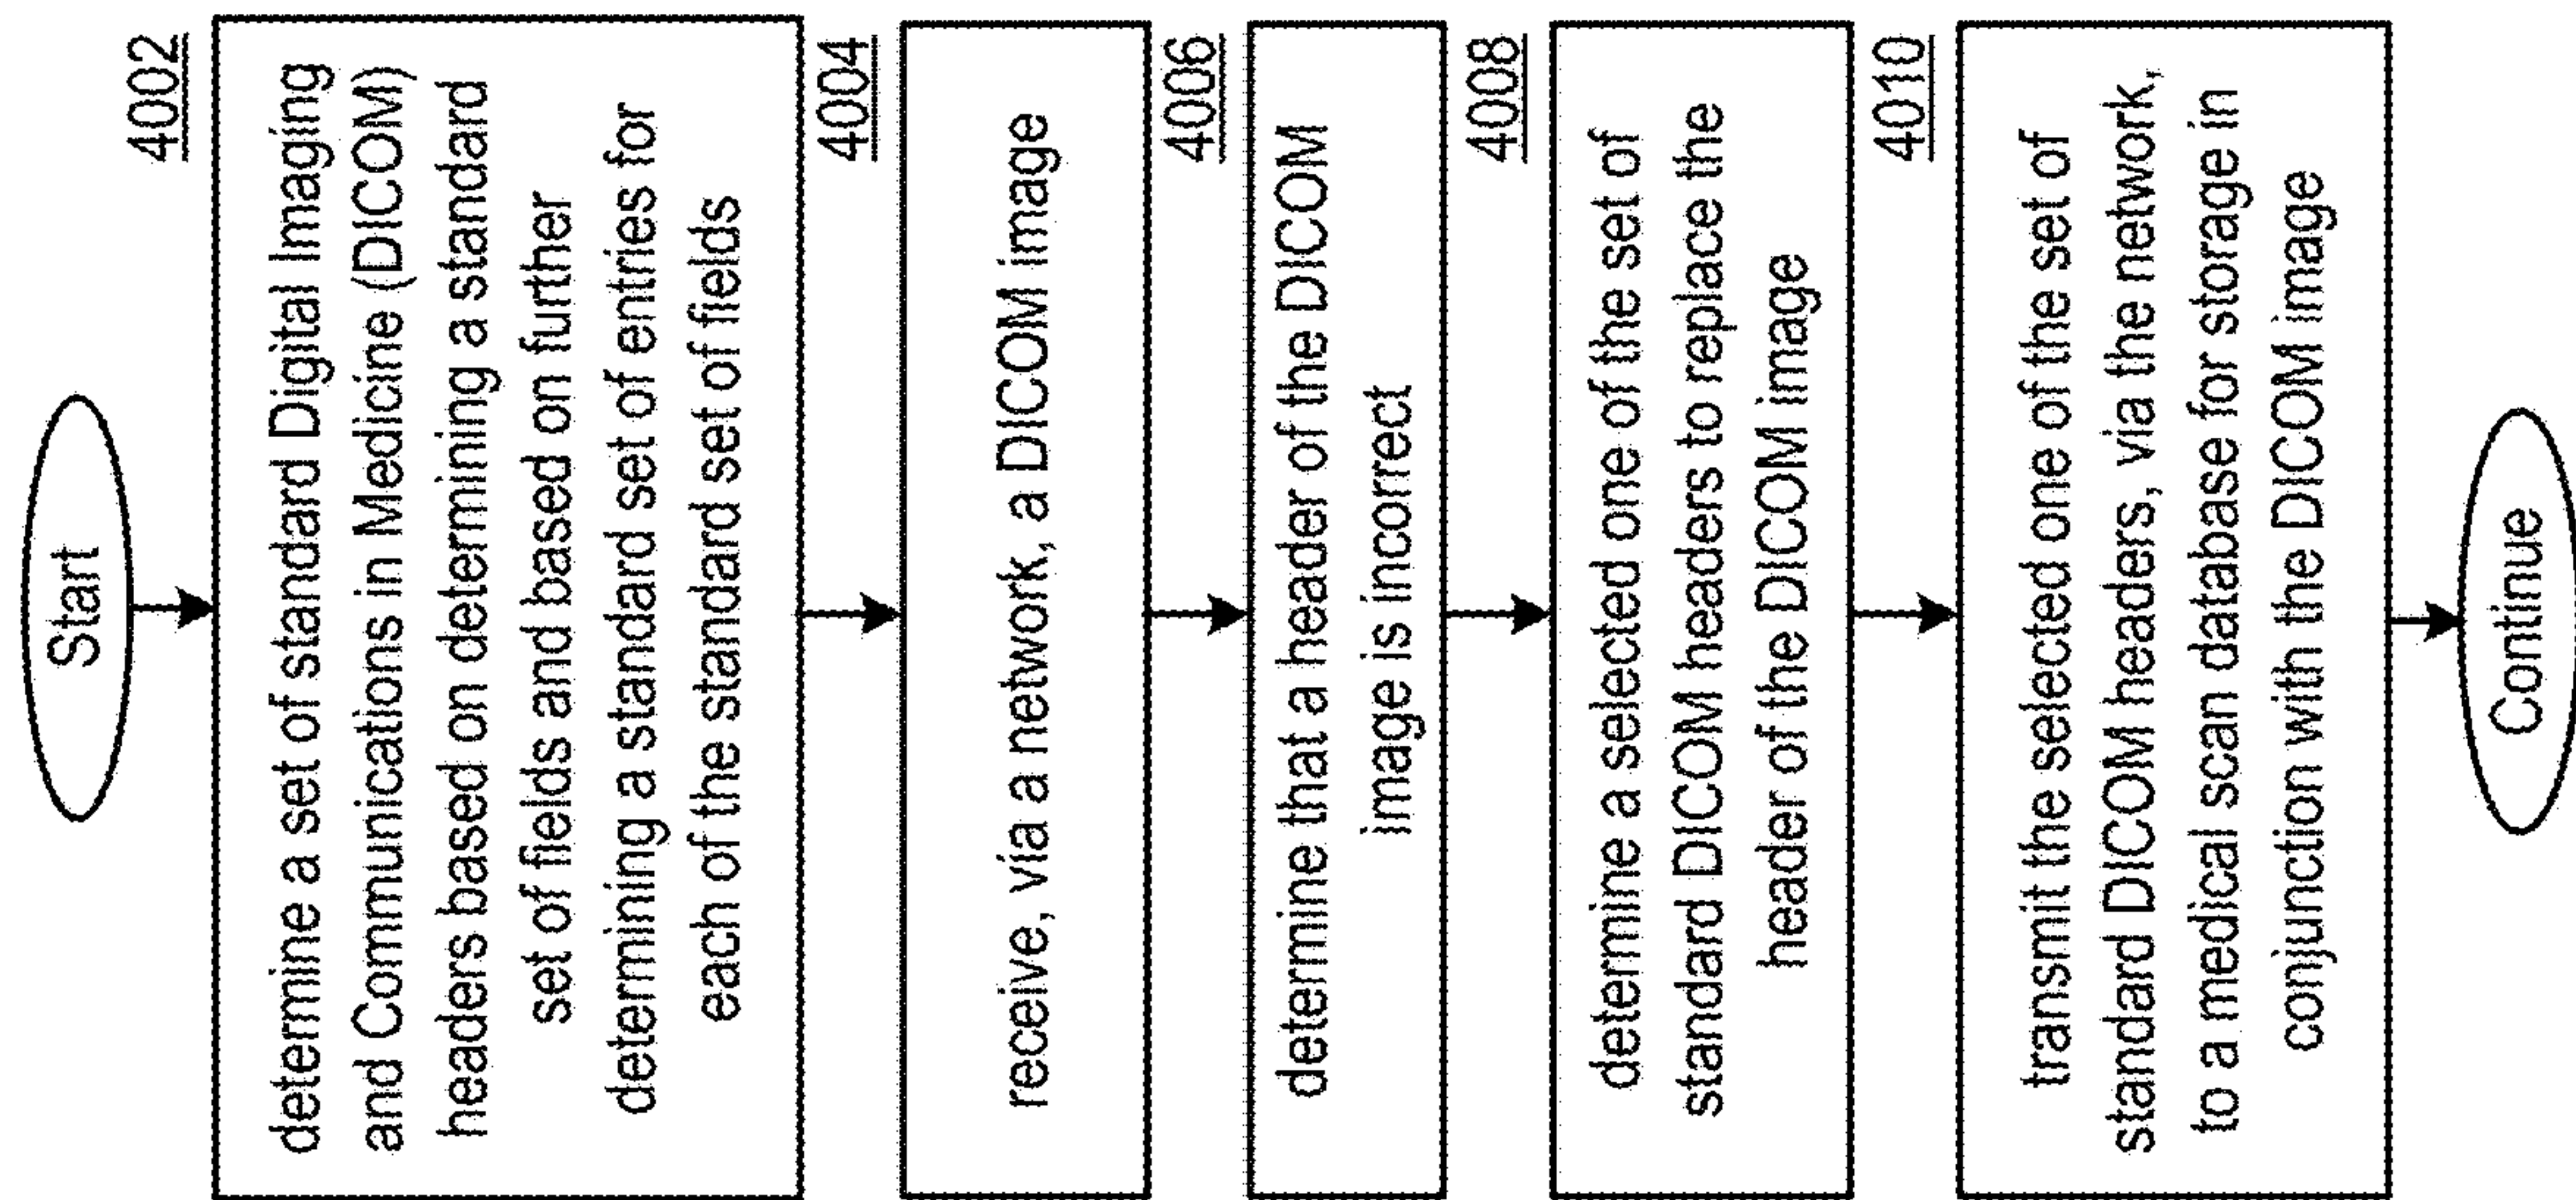 Start
4002
determine a set of standard Digital Imaging
and Communications in Medicine (DICOM)
headers based on determining a standard
set of fields and based on further
determining a standard set of entries for
each of the standard set of fields
4004
receive, via a network, a DICOM image
4006
determine that a header of the DICOM
image is incorrect
4008
determine a selected one of the set of
standard DICOM headers to replace the
header of the DICOM image
4010
transmit the selected one of the set of
standard DICOM headers, via the network,
to a medical scan database for storage in
conjunction with the DICOM image
Continue